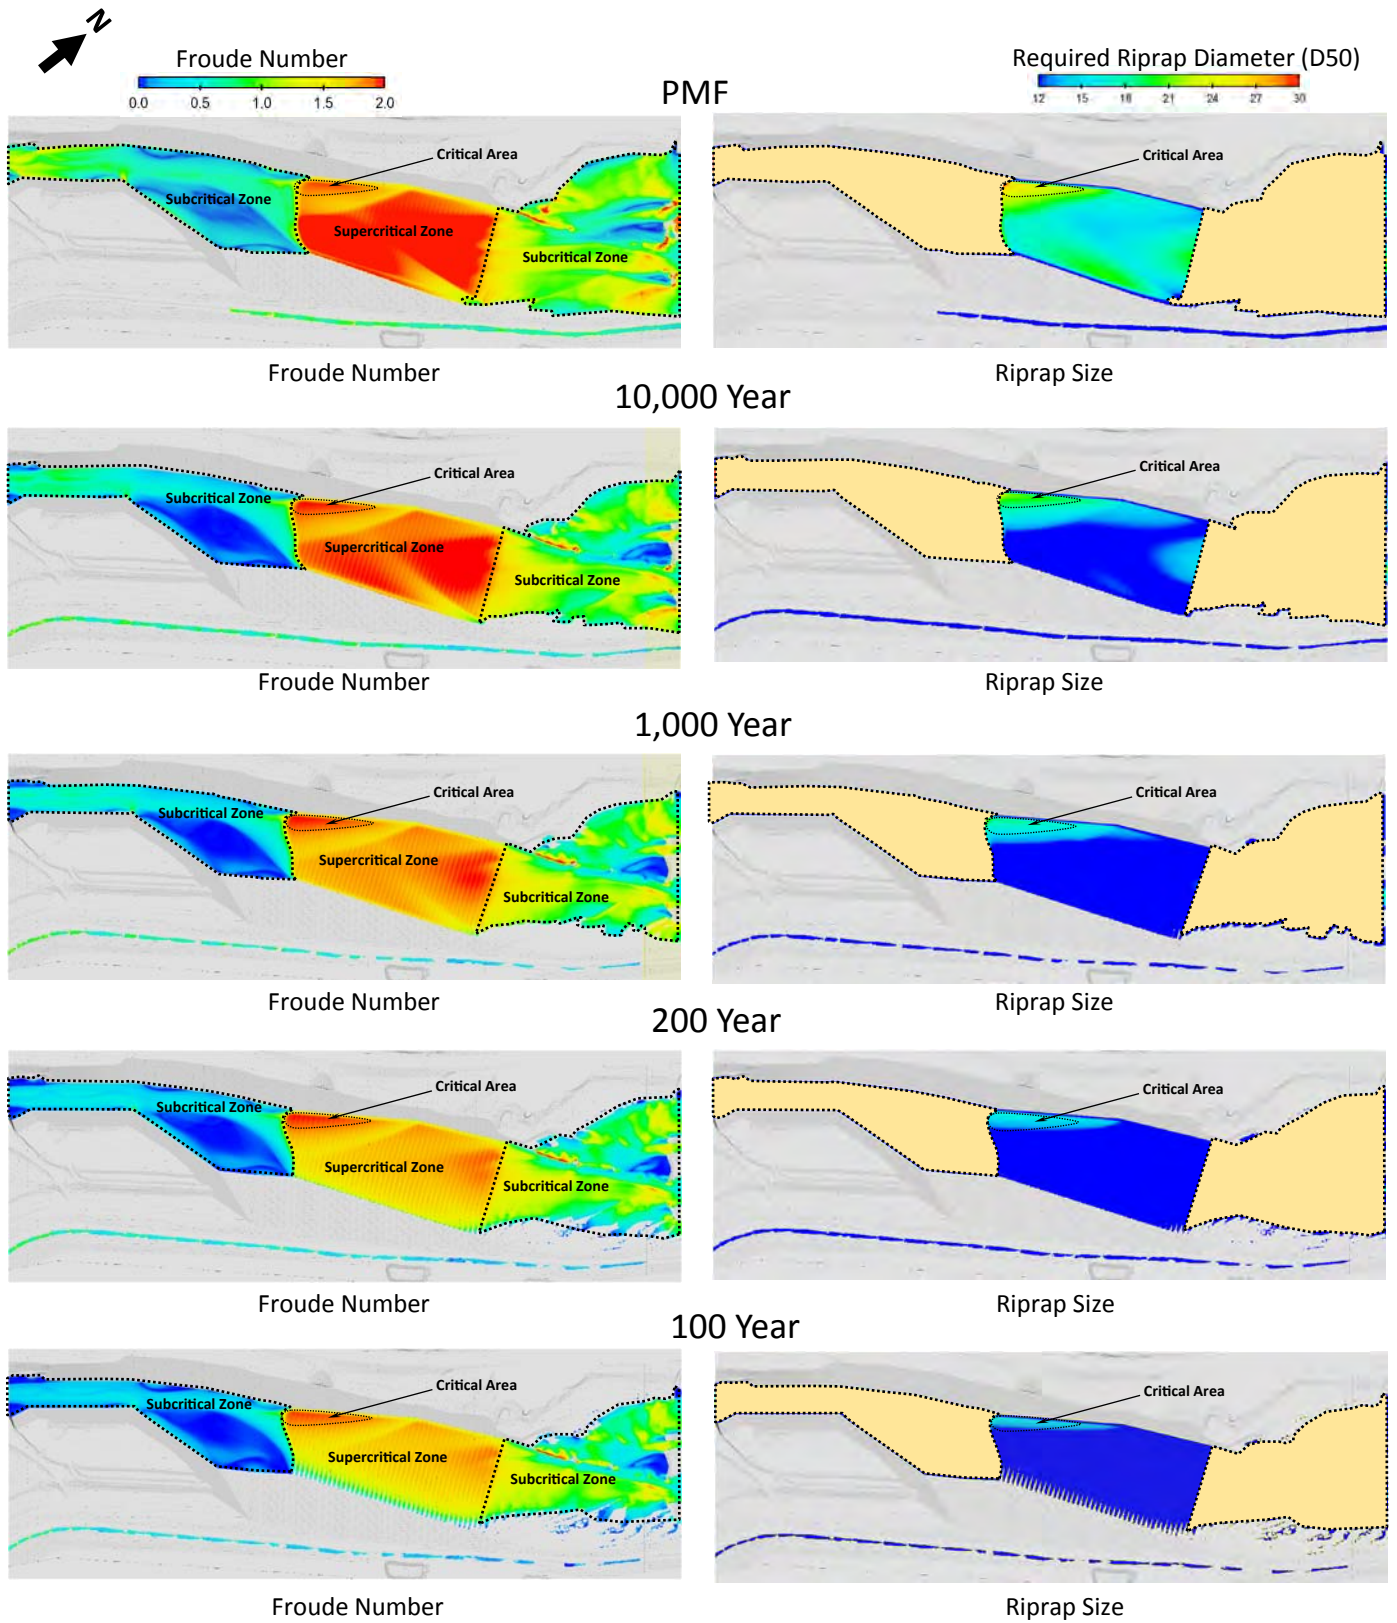 N
Froude Number
0.0 0.5 1.0 1.5 2.0
PMF
Required Riprap Diameter (D50)
12 15 18 21 24 27 30
Critical Area
Subcritical Zone
Supercritical Zone
Subcritical Zone
Critical Area
Froude Number
Riprap Size
10,000 Year
Critical Area
Subcritical Zone
Supercritical Zone
Subcritical Zone
Critical Area
Froude Number
Riprap Size
1,000 Year
Critical Area
Subcritical Zone
Supercritical Zone
Subcritical Zone
Critical Area
Froude Number
Riprap Size
200 Year
Critical Area
Subcritical Zone
Supercritical Zone
Subcritical Zone
Critical Area
Froude Number
Riprap Size
100 Year
Critical Area
Subcritical Zone
Supercritical Zone
Subcritical Zone
Critical Area
Froude Number
Riprap Size